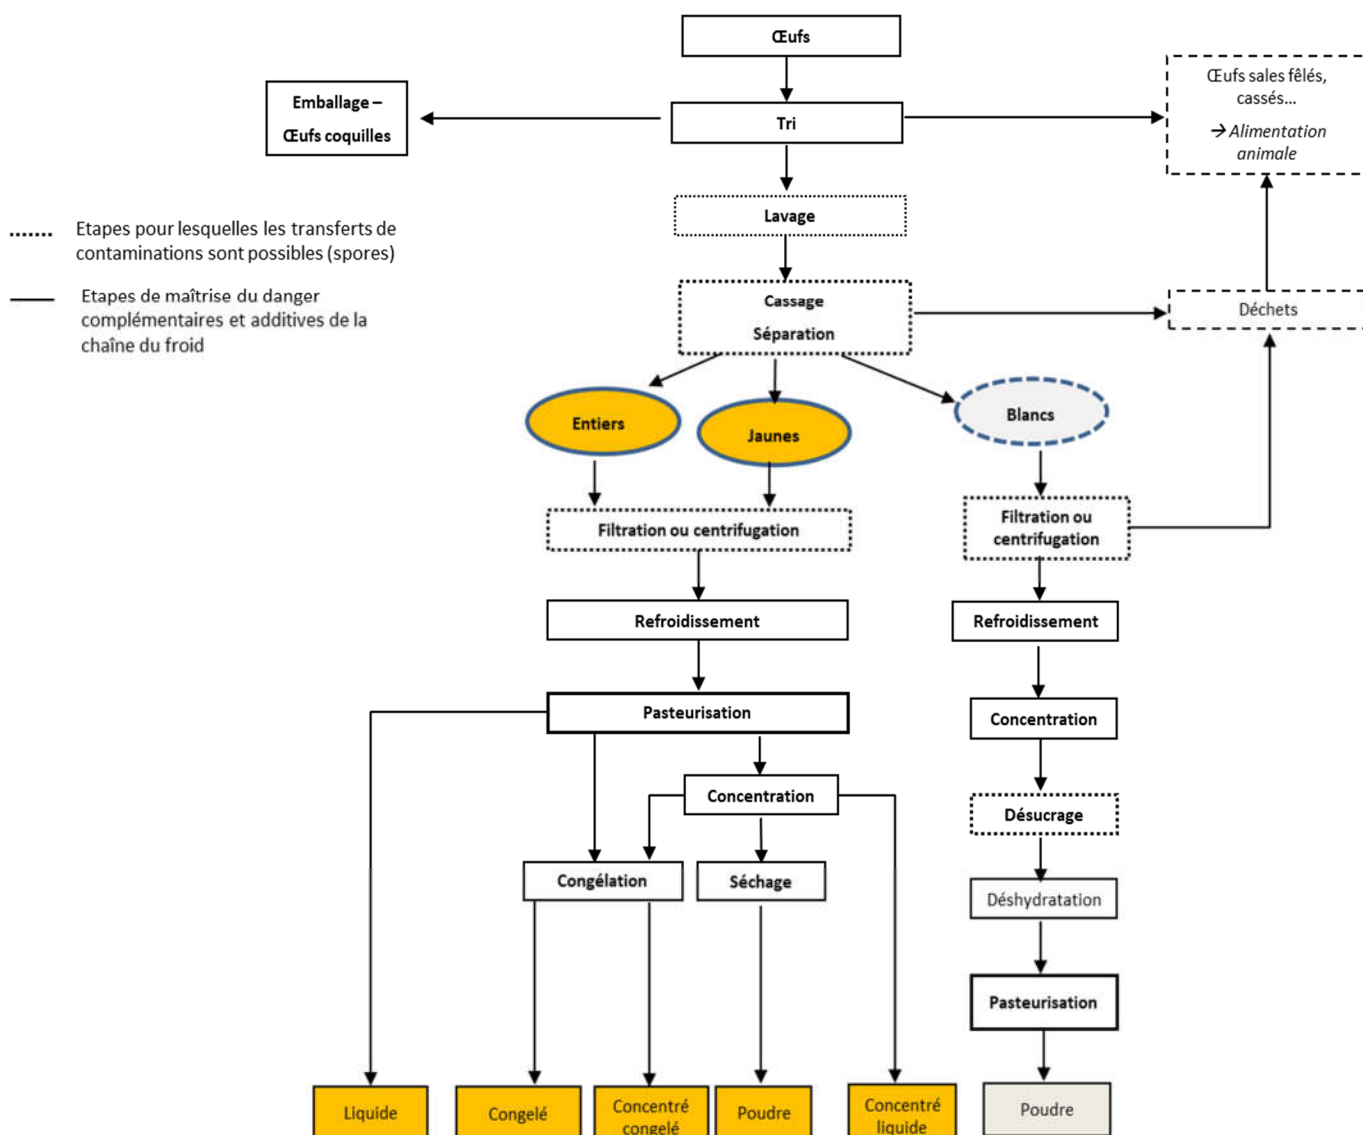 Œufs
Emballage –
Œufs coquilles
Tri
Œufs sales fêlés,
cassés...
→ Alimentation
animale
Lavage
Etapes pour lesquelles les transferts de
contaminations sont possibles (spores)
Etapes de maîtrise du danger
complémentaires et additives de la
chaîne du froid
Cassage
Séparation
Déchets
Entiers
Jaunes
Blancs
Filtration ou centrifugation
Filtration ou
centrifugation
Refroidissement
Refroidissement
Pasteurisation
Concentration
Concentration
Désucrage
Congélation
Séchage
Déshydratation
Pasteurisation
Liquide
Congelé
Concentré
congelé
Poudre
Concentré
liquide
Poudre